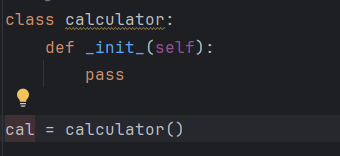 class calculator:
    def _init_(self):
        pass
cal = calculator()